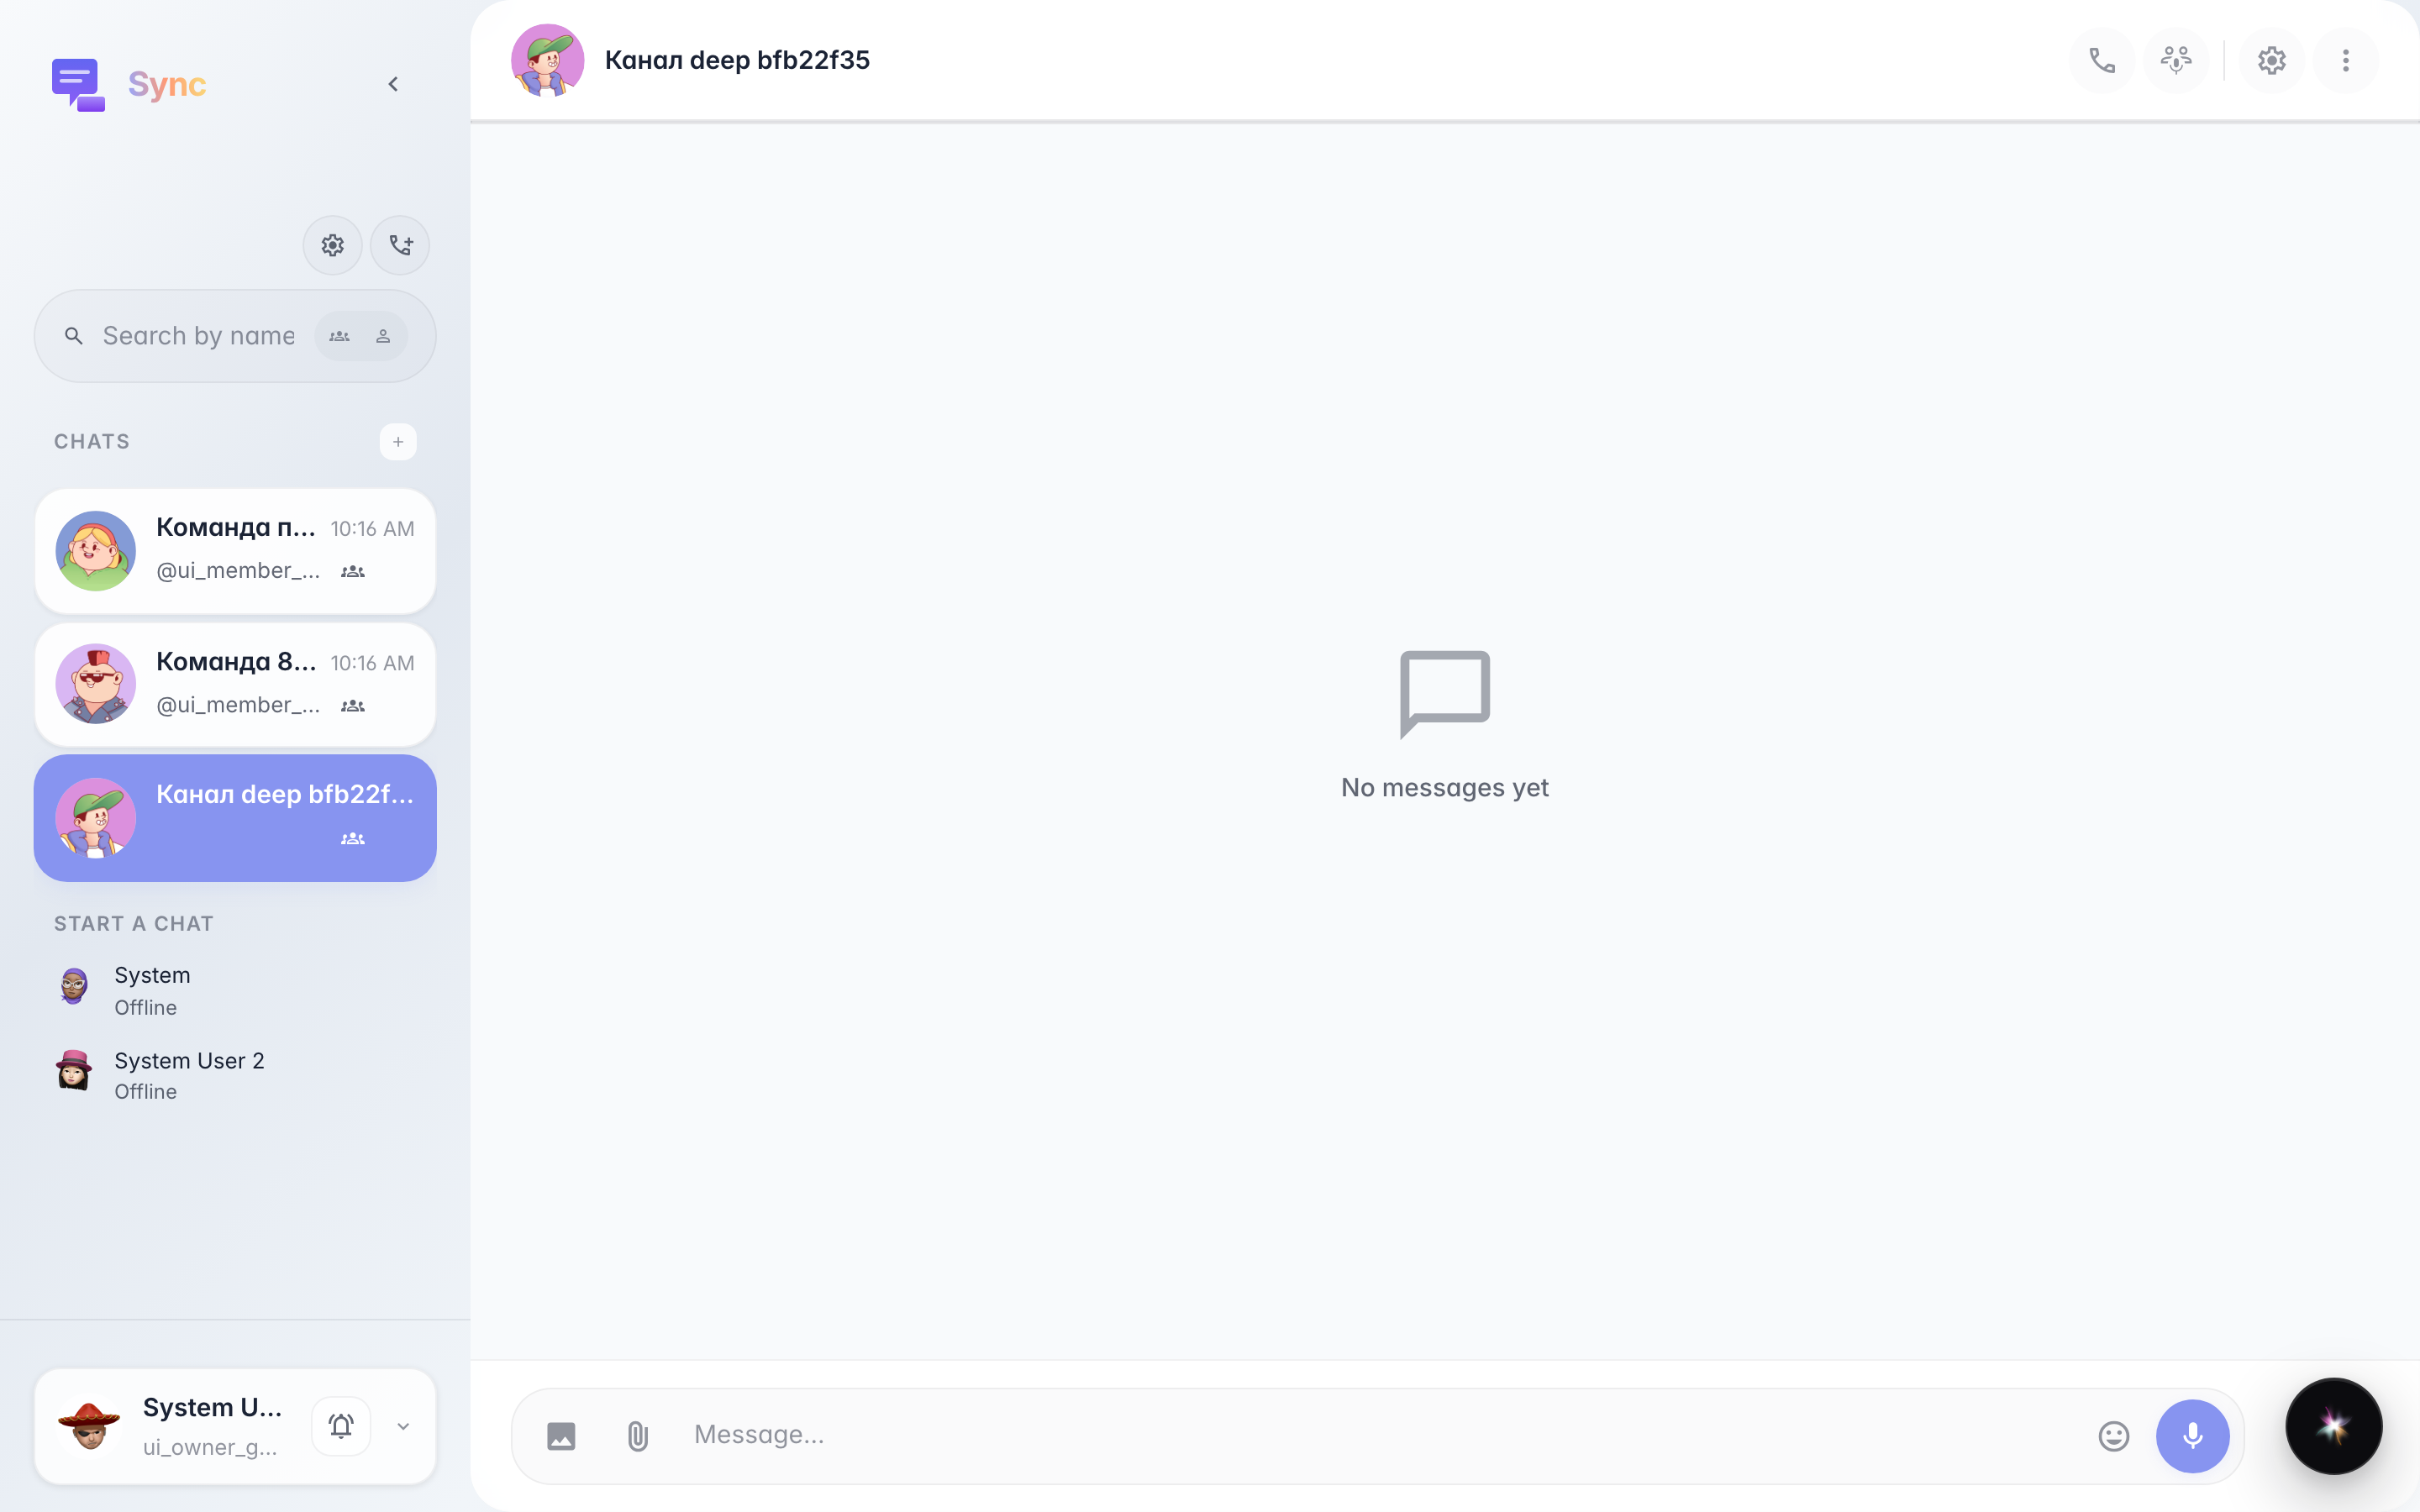 Sync
Search by name
CHATS
Команда п... 10:16 AM
@ui_member_...
Команда 8... 10:16 AM
@ui_member_...
Канал deep bfb22f...
START A CHAT
System
Offline
System User 2
Offline
System U...
ui_owner_g...
Канал deep bfb22f35
No messages yet
Message...